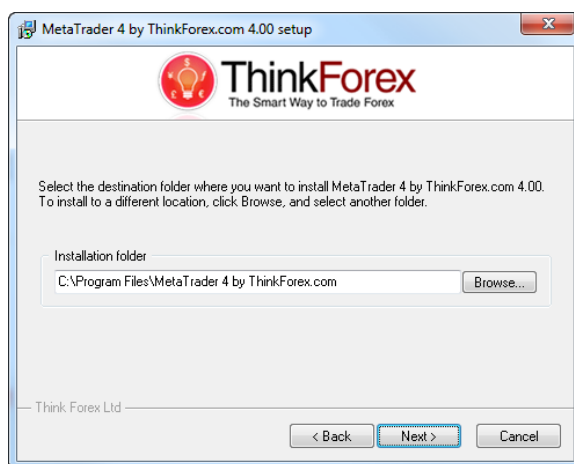 MetaTrader 4 by ThinkForex.com 4.00 setup
ThinkForex
The Smart Way to Trade Forex
Select the destination folder where you want to install MetaTrader 4 by ThinkForex.com 4.00.
To install to a different location, click Browse, and select another folder.
Installation folder
C:\Program Files\MetaTrader 4 by ThinkForex.com
Browse...
Think Forex Ltd
< Back
Next >
Cancel